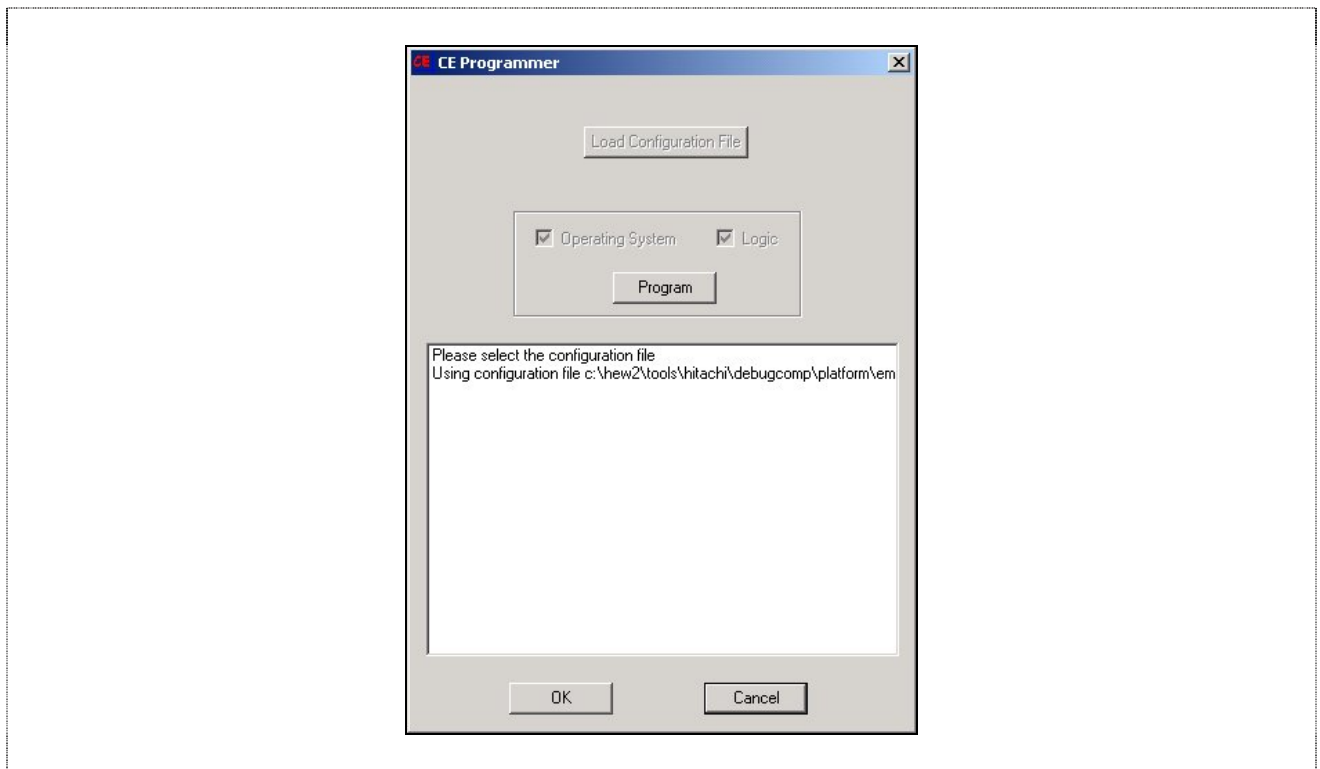 CE CE Programmer
Load Configuration File
Operating System Logic
Program
Please select the configuration file
Using configuration file c:\hew2\tools\hitachi\debugcomp\platform\em
OK Cancel